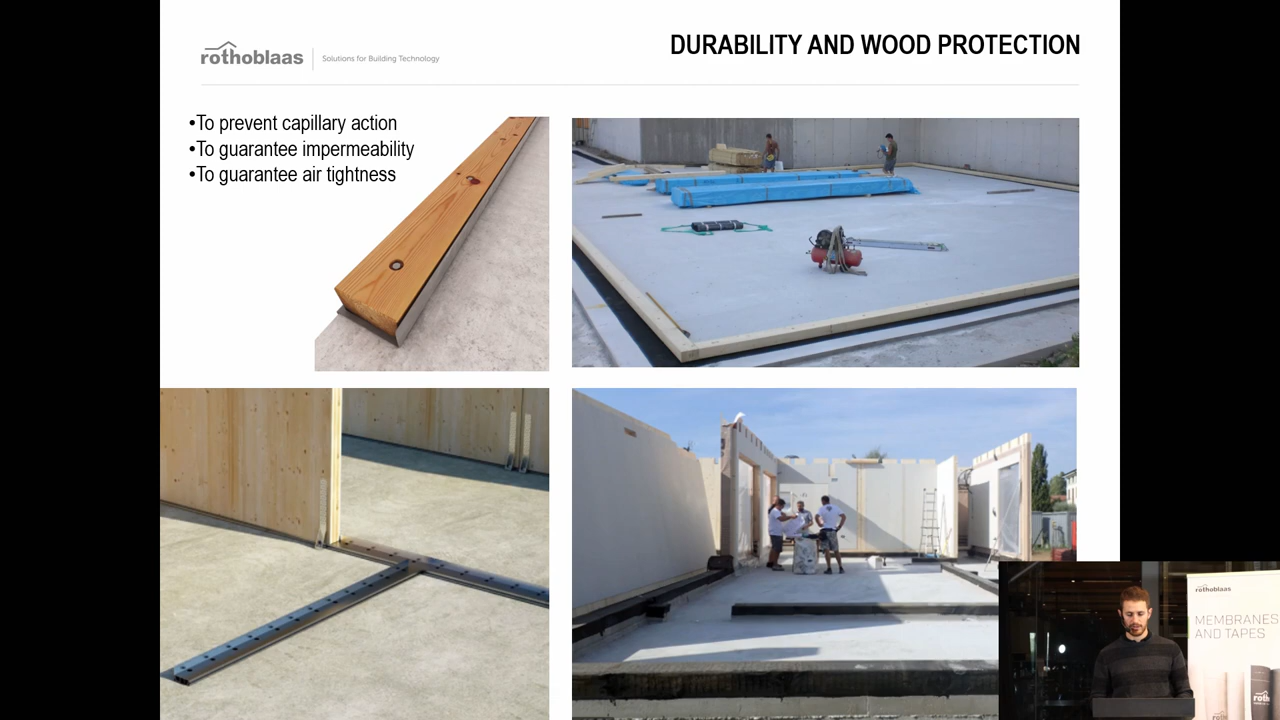 rothoblaas
Solutions for Building Technology
DURABILITY AND WOOD PROTECTION
•To prevent capillary action
•To guarantee impermeability
•To guarantee air tightness
rothoblaas
MEMBRANES
AND TAPES
roth